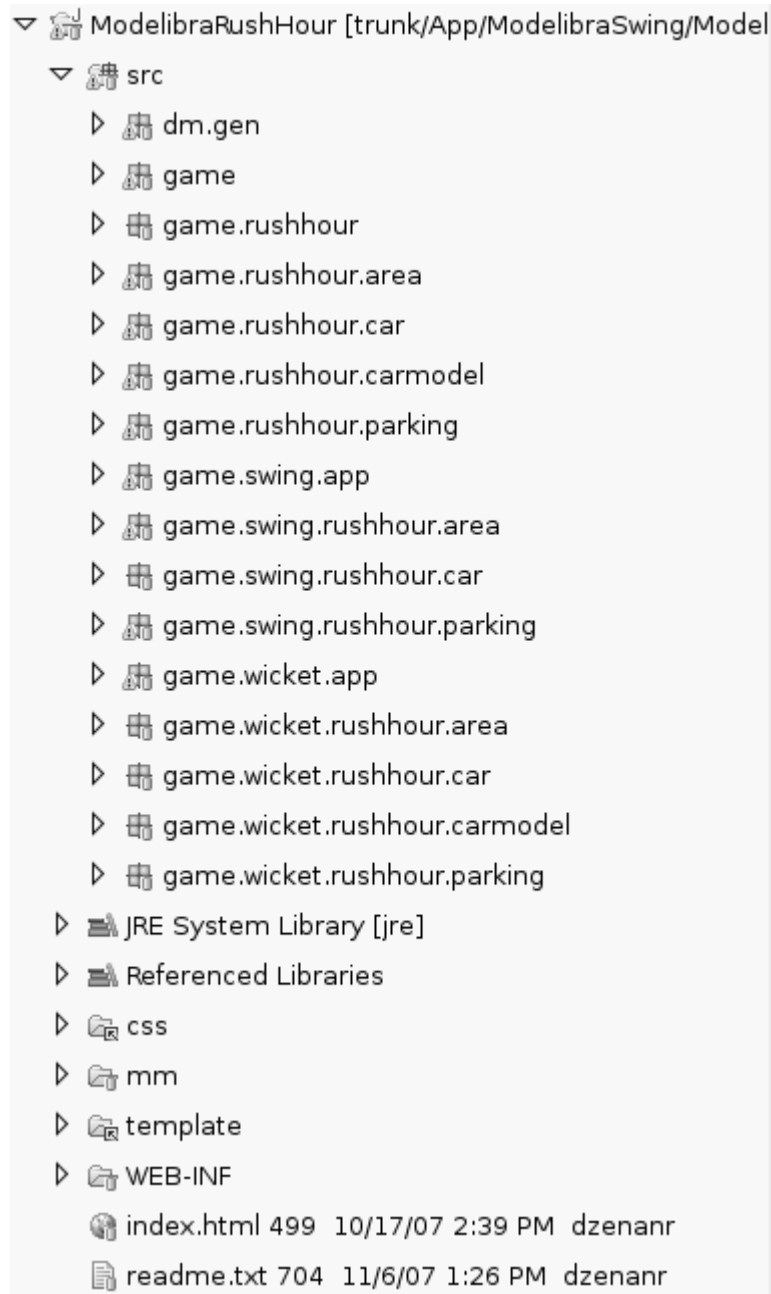 ModelibraRushHour [trunk/App/ModelibraSwing/Model
src
dm.gen
game
game.rushhour
game.rushhour.area
game.rushhour.car
game.rushhour.carmodel
game.rushhour.parking
game.swing.app
game.swing.rushhour.area
game.swing.rushhour.car
game.swing.rushhour.parking
game.wicket.app
game.wicket.rushhour.area
game.wicket.rushhour.car
game.wicket.rushhour.carmodel
game.wicket.rushhour.parking
JRE System Library [jre]
Referenced Libraries
css
mm
template
WEB-INF
index.html 499 10/17/07 2:39 PM dzenanr
readme.txt 704 11/6/07 1:26 PM dzenanr